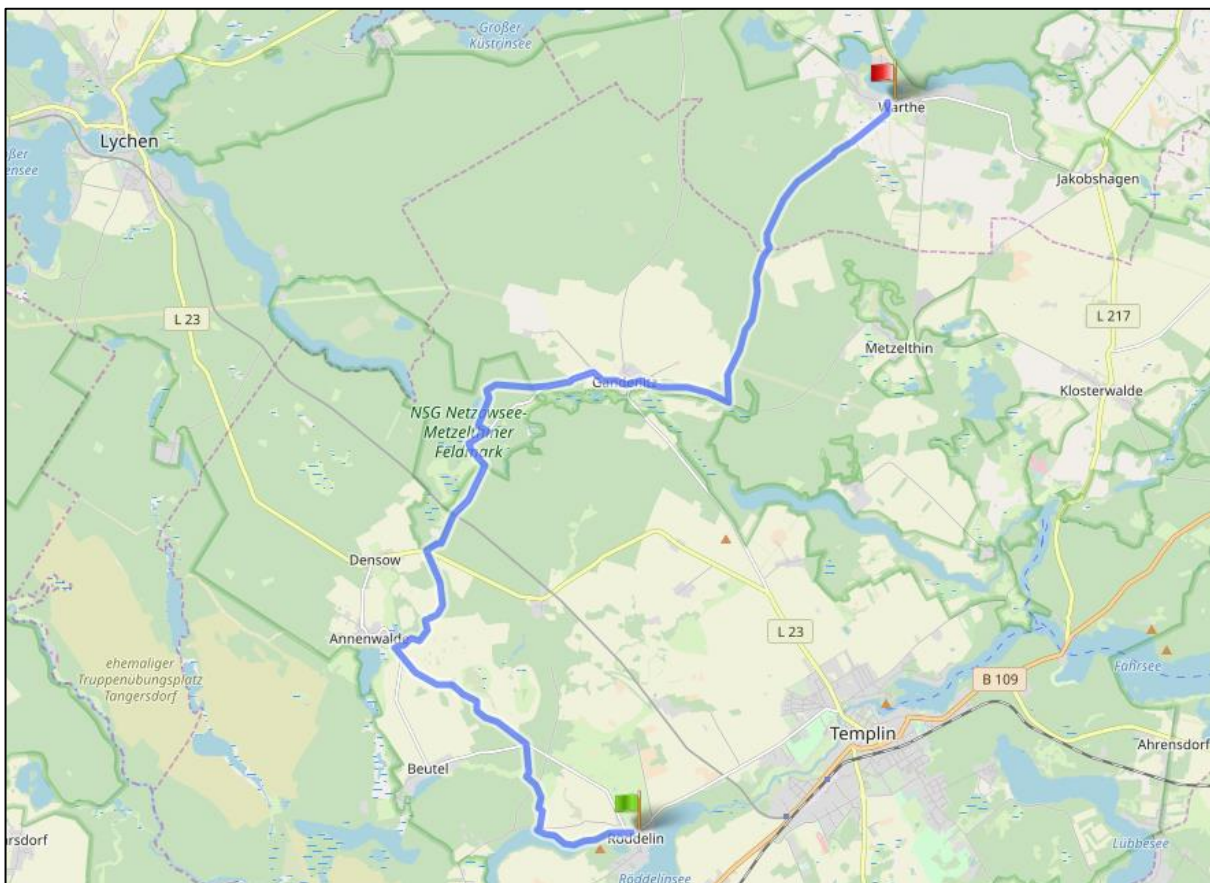 Großer
Küstrinsee
Warthe
Lychen
Jakobshagen
L 23
L 217
Metzelthin
Klosterwalde
Gandenitz
NSG Netzowsee-
Metzelthiner
Feldmark
Densow
Annenwalde
L 23
ehemaliger
Truppenübungsplatz
Tangersdorf
Fährsee
B 109
Templin
Ahrensdorf
Beutel
Röddelin
Lübbesee
Röddelinsee